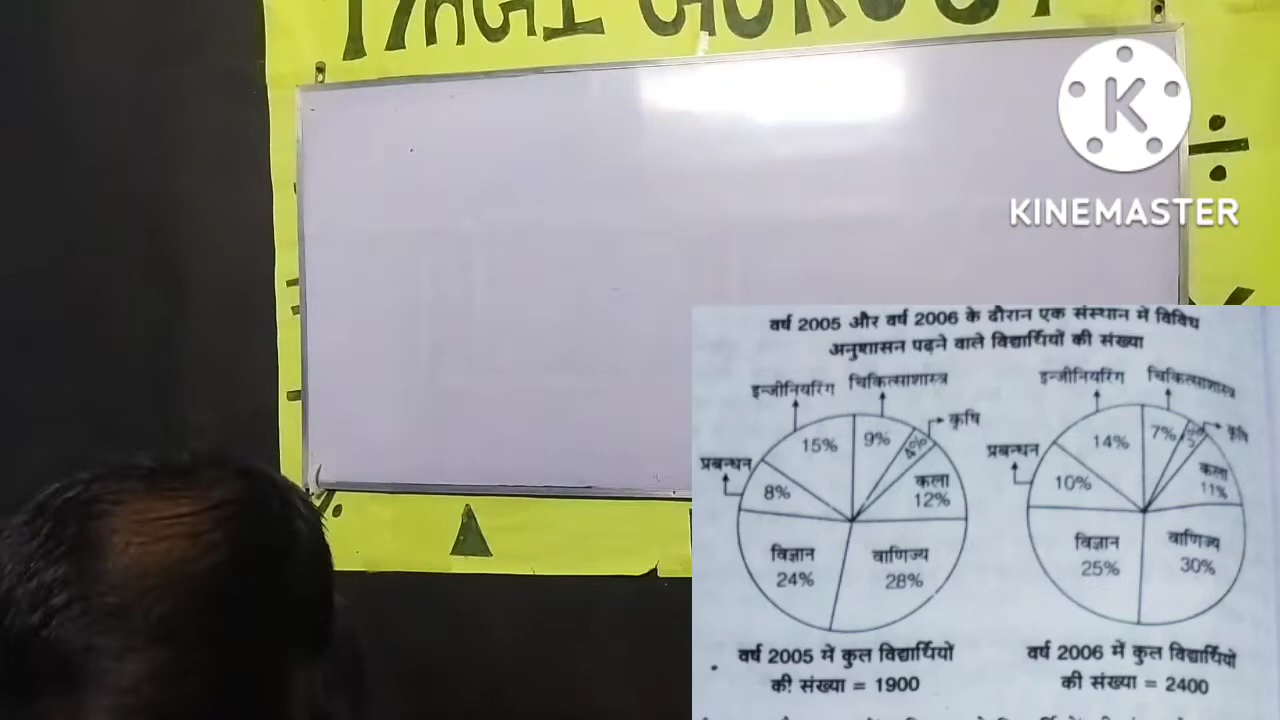 KINEMASTER
वर्ष 2005 और वर्ष 2006 के दौरान एक संस्थान में विविध
अनुशासन पढ़ने वाले विद्यार्थियों की संख्या
इन्जीनियरिंग
चिकित्साशास्त्र
कृषि
प्रबन्धन
15%
9%
4%
कला
12%
8%
विज्ञान
24%
वाणिज्य
28%
वर्ष 2005 में कुल विद्यार्थियों
की संख्या = 1900
इन्जीनियरिंग
चिकित्साशास्त्र
कृषि
प्रबन्धन
14%
7%
कला
11%
10%
विज्ञान
25%
वाणिज्य
30%
वर्ष 2006 में कुल विद्यार्थियों
की संख्या = 2400